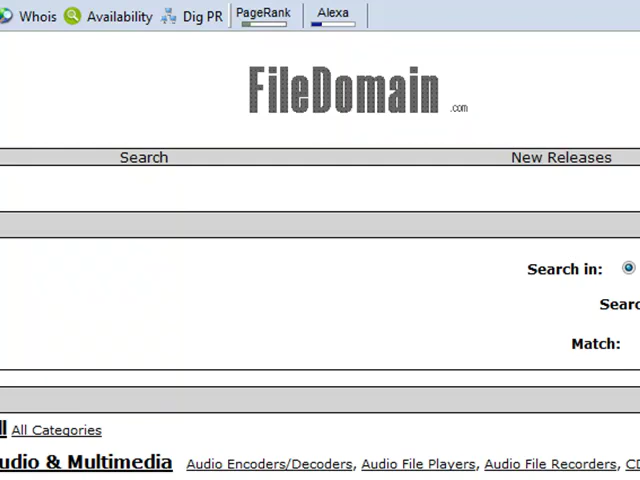 Whois Availability Dig PR PageRank Alexa
FileDomain .com
Search New Releases
Search in:
Match:
All Categories
Multimedia Audio Encoders/Decoders, Audio File Players, Audio File Recorders,